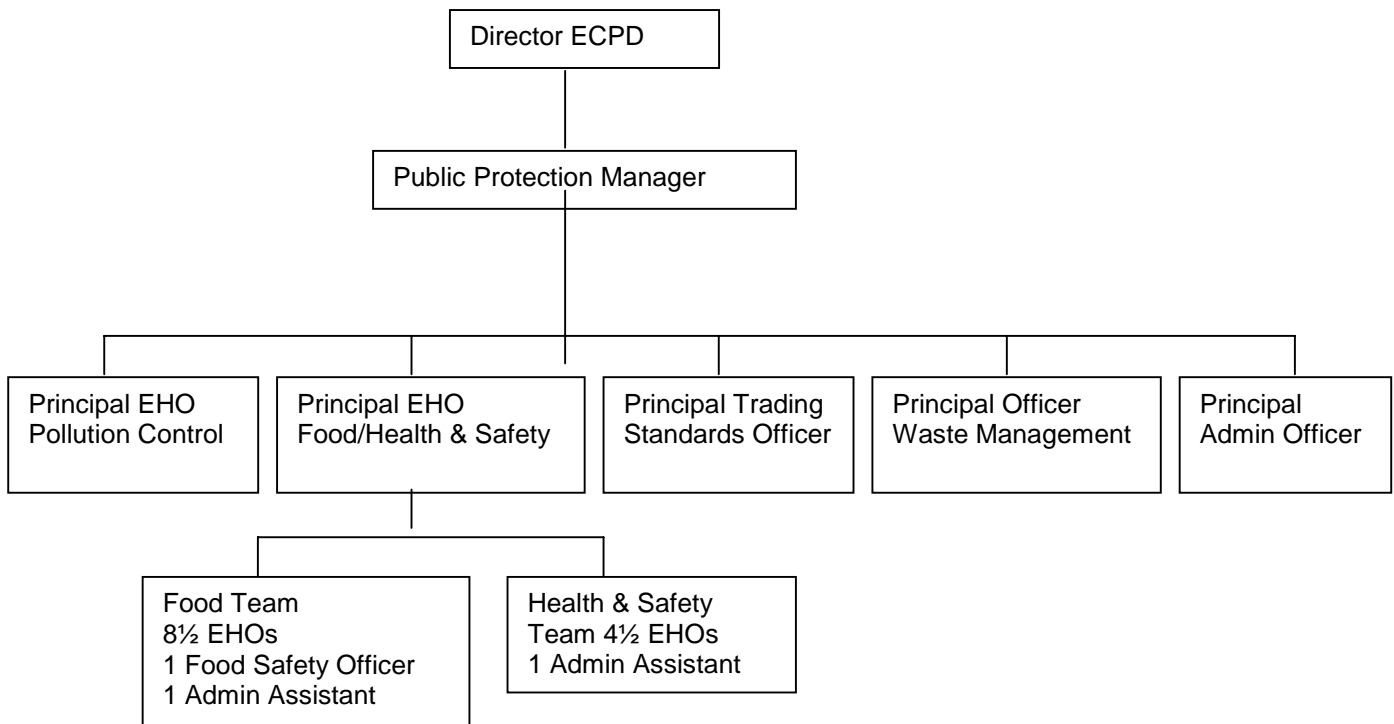 Director ECPD
Public Protection Manager
Principal EHO
Pollution Control
Principal EHO
Food/Health & Safety
Principal Trading
Standards Officer
Principal Officer
Waste Management
Principal
Admin Officer
Food Team
8½ EHOs
1 Food Safety Officer
1 Admin Assistant
Health & Safety
Team 4½ EHOs
1 Admin Assistant